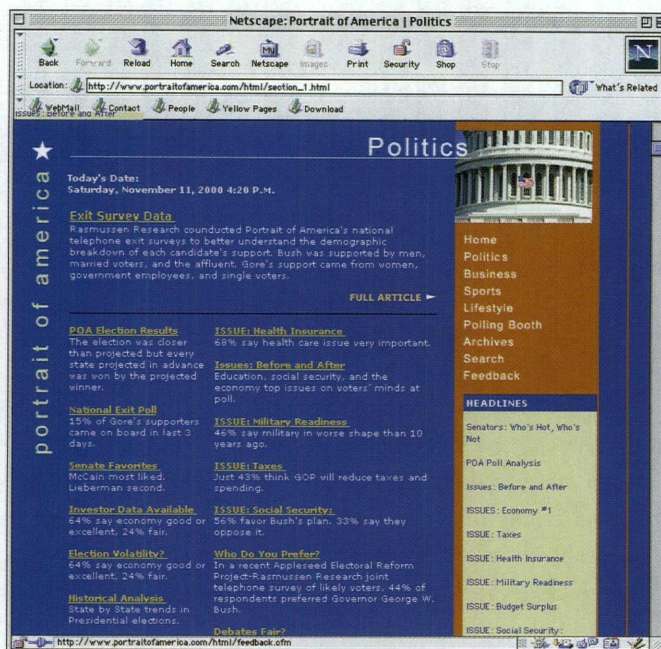 Netscape: Portrait of America | Politics
Back Forward Reload Home Search Netscape Images Print Security Shop Stop
Location: http://www.portraitofamerica.com/html/section_1.html What's Related
WebMail Contact People Yellow Pages Download
Issues: Before and After
portrait of america
Politics
Today's Date:
Saturday, November 11, 2000 4:20 P.M.
Exit Survey Data
Rasmussen Research counducted Portrait of America's national
telephone exit surveys to better understand the demographic
breakdown of each candidate's support. Bush was supported by men,
married voters, and the affluent. Gore's support came from women,
government employees, and single voters.
FULL ARTICLE
POA Election Results
The election was closer
than projected but every
state projected in advance
was won by the projected
winner.
National Exit Poll
15% of Gore's supporters
came on board in last 3
days.
Senate Favorites
McCain most liked.
Lieberman second.
Investor Data Available
64% say economy good or
excellent, 24% fair.
Election Volatility?
64% say economy good or
excellent, 24% fair.
Historical Analysis
State by State trends in
Presidential elections.
ISSUE: Health Insurance
68% say health care issue very important.
Issues: Before and After
Education, social security, and the
economy top issues on voters' minds at
poll.
ISSUE: Military Readiness
46% say military in worse shape than 10
years ago.
ISSUE: Taxes
Just 43% think GOP will reduce taxes and
spending.
ISSUE: Social Security:
56% favor Bush's plan. 33% say they
oppose it.
Who Do You Prefer?
In a recent Appleseed Electoral Reform
Project-Rasmussen Research joint
telephone survey of likely voters, 44% of
respondents preferred Governor George W.
Bush.
Debates Fair?
Home
Politics
Business
Sports
Lifestyle
Polling Booth
Archives
Search
Feedback
HEADLINES
Senators: Who's Hot, Who's
Not
POA Poll Analysis
Issues: Before and After
ISSUES: Economy #1
ISSUE: Taxes
ISSUE: Health Insurance
ISSUE: Military Readiness
ISSUE: Budget Surplus
ISSUE: Social Security:
http://www.portraitofamerica.com/html/feedback.cfm